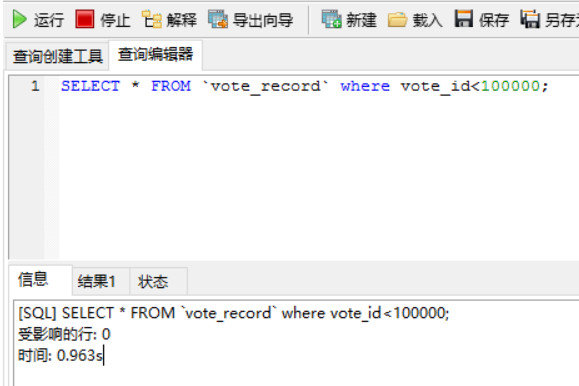 运行 停止 解释 导出向导 新建 载入 保存 另存
查询创建工具 查询编辑器
1 SELECT * FROM `vote_record` where vote_id<100000;
信息 结果1 状态
[SQL] SELECT * FROM `vote_record` where vote_id<100000;
受影响的行: 0
时间: 0.963s